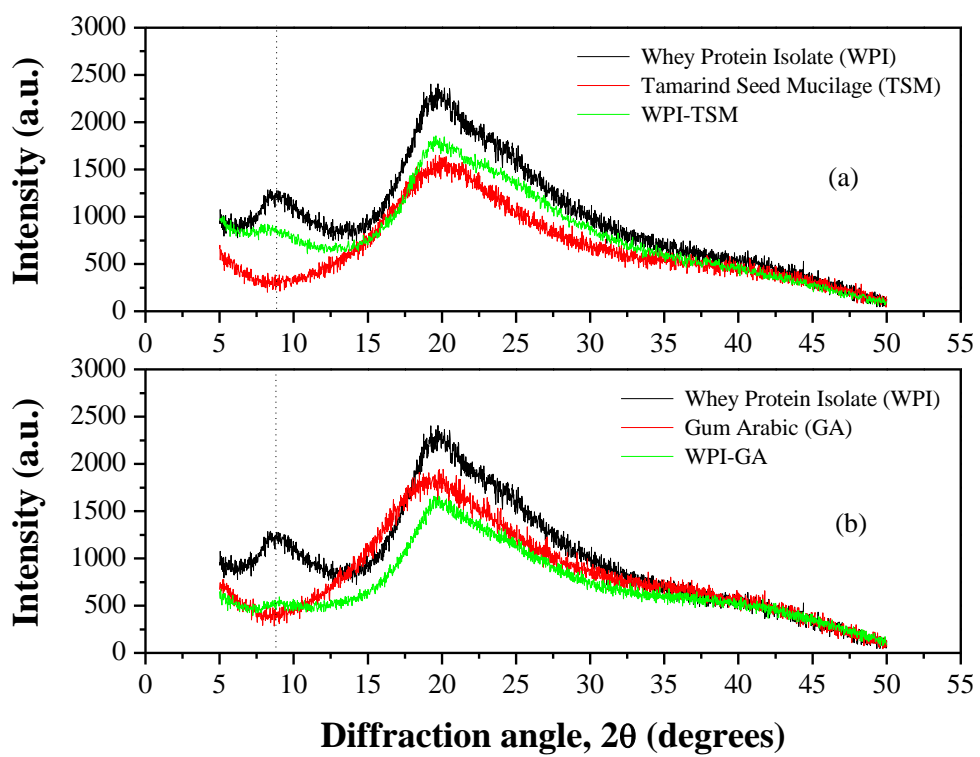 3000
2500
2000
1500
1000
500
0
Intensity (a.u.)
Whey Protein Isolate (WPI)
Tamarind Seed Mucilage (TSM)
WPI-TSM
(a)
0 5 10 15 20 25 30 35 40 45 50 55
3000
2500
2000
1500
1000
500
0
Intensity (a.u.)
Whey Protein Isolate (WPI)
Gum Arabic (GA)
WPI-GA
(b)
0 5 10 15 20 25 30 35 40 45 50 55
Diffraction angle, 2θ (degrees)